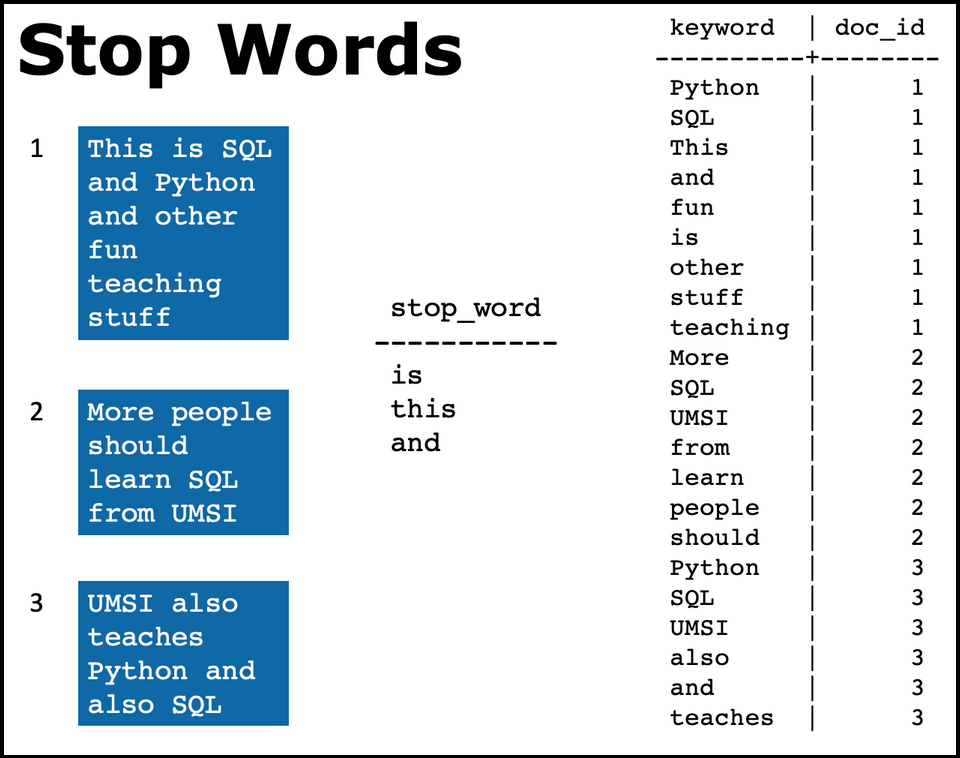 Stop Words
1
This is SQL
and Python
and other
fun
teaching
stuff
2
More people
should
learn SQL
from UMSI
3
UMSI also
teaches
Python and
also SQL
stop_word
-----------
is
this
and
keyword | doc_id
----------+--------
Python | 1
SQL | 1
This | 1
and | 1
fun | 1
is | 1
other | 1
stuff | 1
teaching | 1
More | 2
SQL | 2
UMSI | 2
from | 2
learn | 2
people | 2
should | 2
Python | 3
SQL | 3
UMSI | 3
also | 3
and | 3
teaches | 3